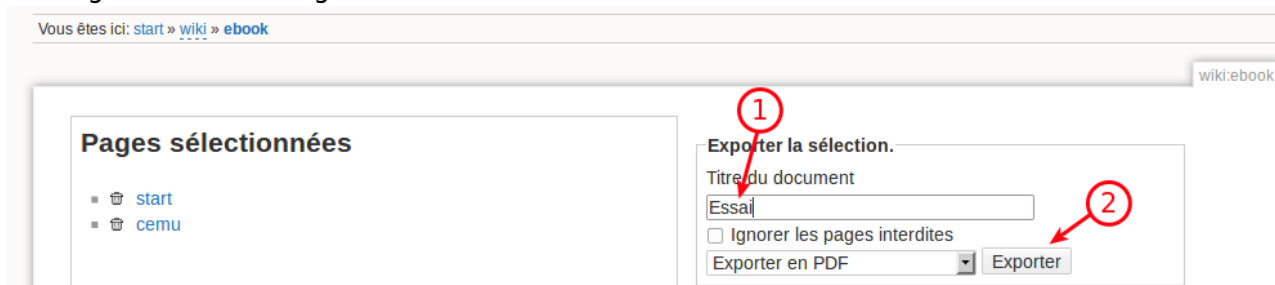 Vous êtes ici: start » wiki » ebook
wiki:ebook
1
Pages sélectionnées
start
cemu
Exporter la sélection.
Titre du document
Essai
2
Ignorer les pages interdites
Exporter en PDF
Exporter